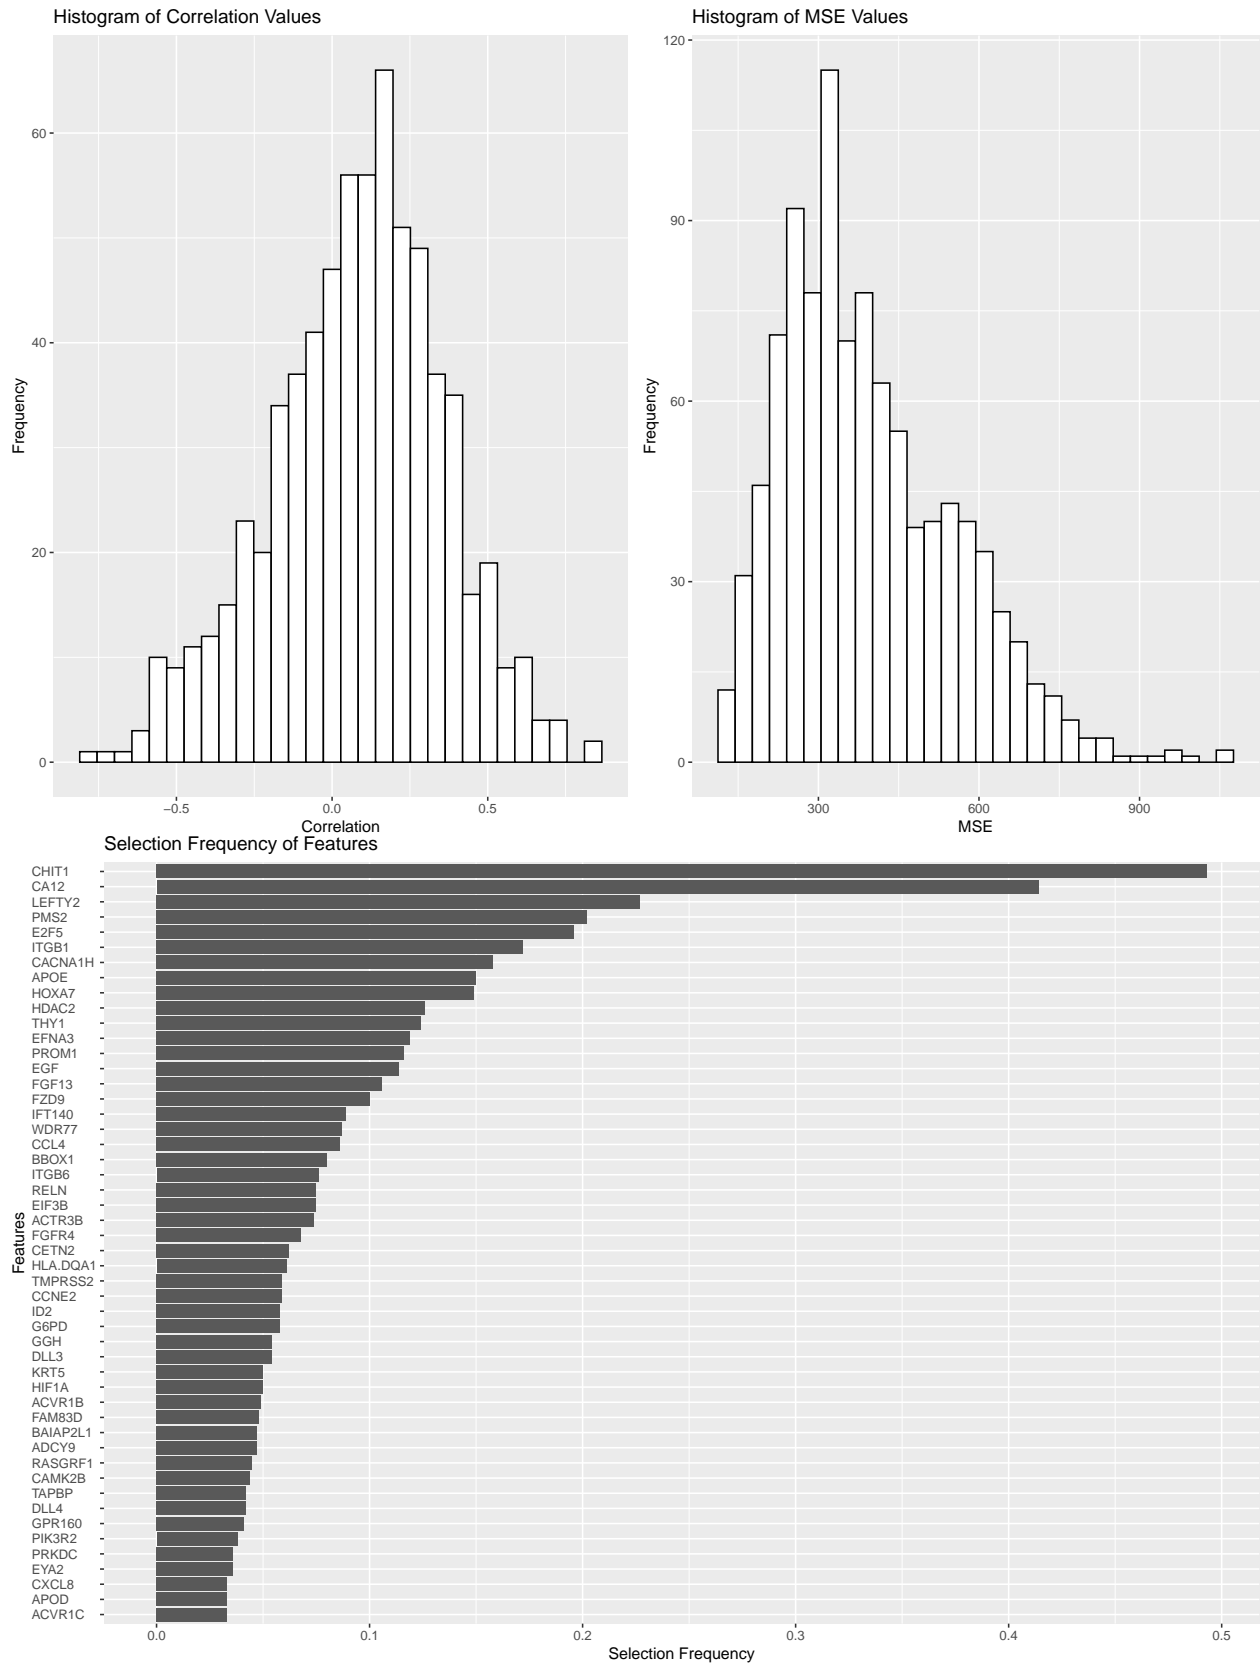 Histogram of Correlation Values
Frequency
60
40
20
0
−0.5
0.0
0.5
Correlation
Histogram of MSE Values
Frequency
120
90
60
30
0
300
600
900
MSE
Selection Frequency of Features
Features
CHIT1
CA12
LEFTY2
PMS2
E2F5
ITGB1
CACNA1H
APOE
HOXA7
HDAC2
THY1
EFNA3
PROM1
EGF
FGF13
FZD9
IFT140
WDR77
CCL4
BBOX1
ITGB6
RELN
EIF3B
ACTR3B
FGFR4
CETN2
HLA.DQA1
TMPRSS2
CCNE2
ID2
G6PD
GGH
DLL3
KRT5
HIF1A
ACVR1B
FAM83D
BAIAP2L1
ADCY9
RASGRF1
CAMK2B
TAPBP
DLL4
GPR160
PIK3R2
PRKDC
EYA2
CXCL8
APOD
ACVR1C
0.0
0.1
0.2
0.3
0.4
0.5
Selection Frequency